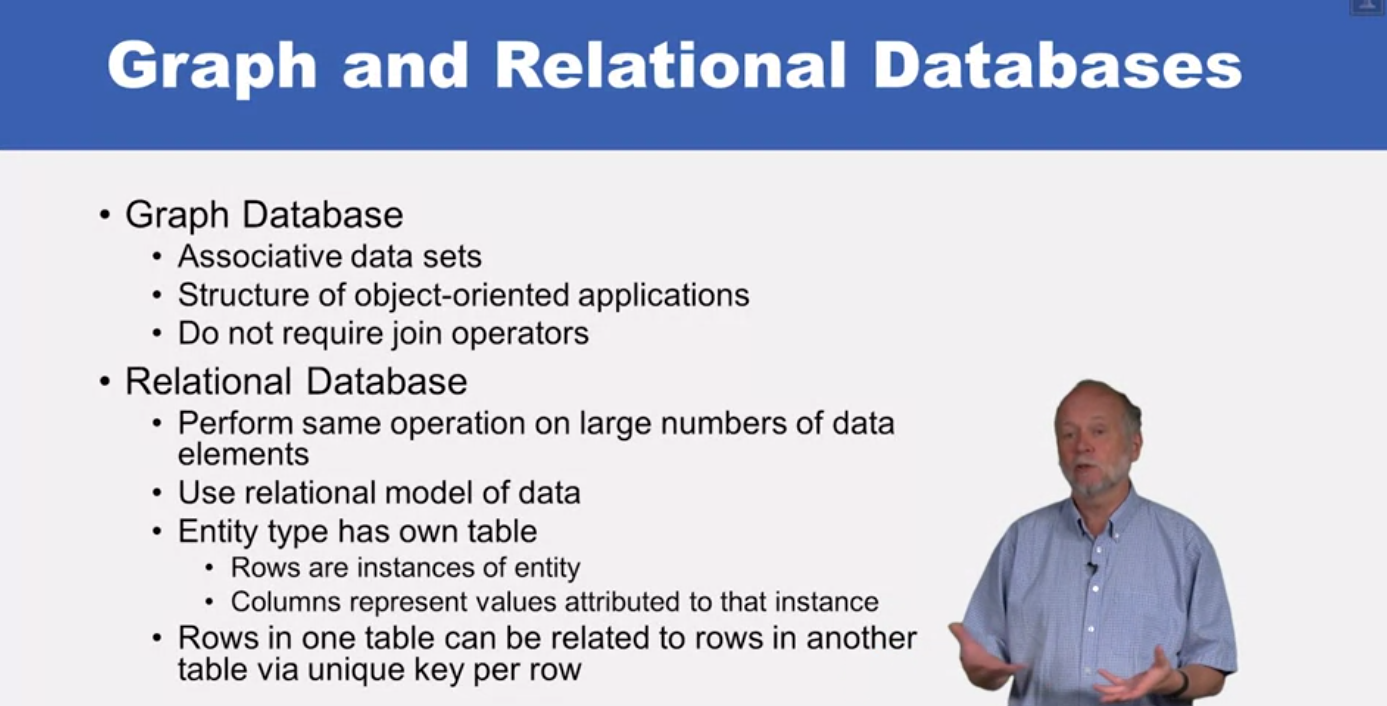 Graph and Relational Databases
• Graph Database
• Associative data sets
• Structure of object-oriented applications
• Do not require join operators
• Relational Database
• Perform same operation on large numbers of data
elements
• Use relational model of data
• Entity type has own table
• Rows are instances of entity
• Columns represent values attributed to that instance
• Rows in one table can be related to rows in another
table via unique key per row